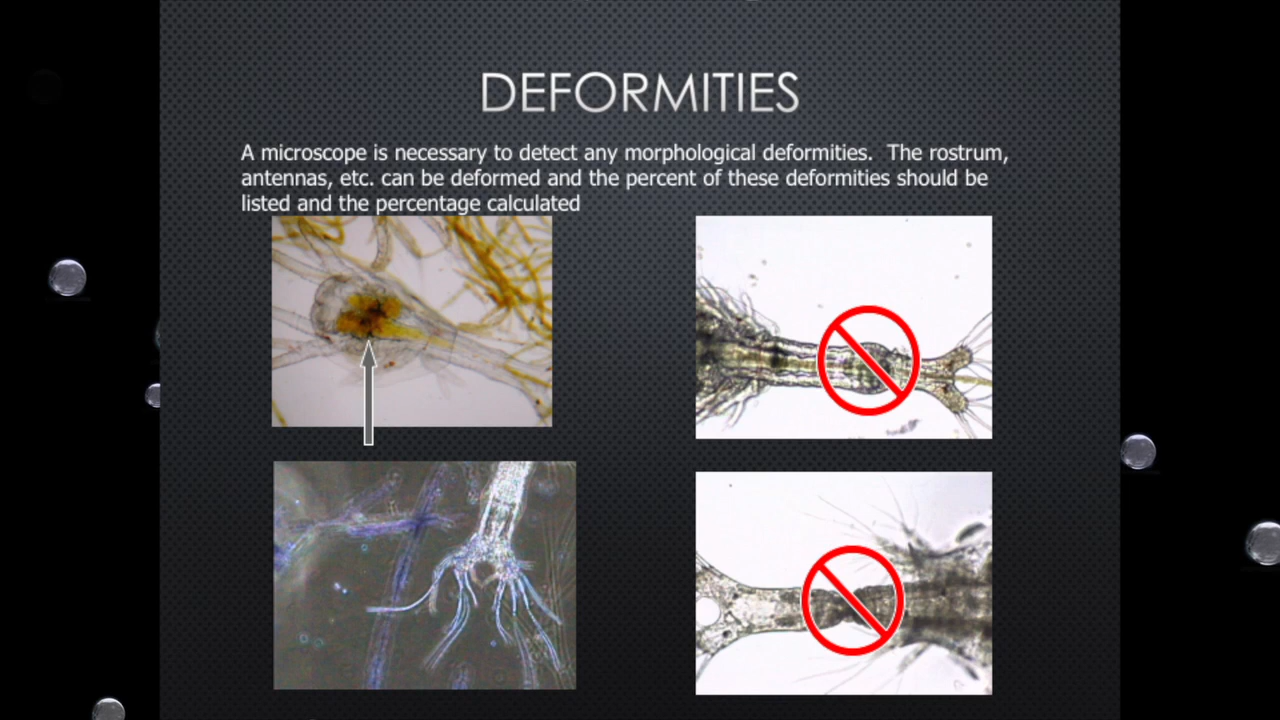 DEFORMITIES
A microscope is necessary to detect any morphological deformities.  The rostrum,
antennas, etc. can be deformed and the percent of these deformities should be
listed and the percentage calculated